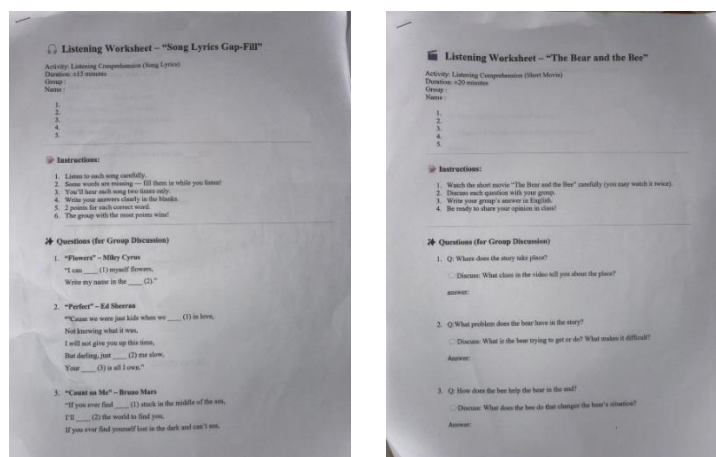 🎧 Listening Worksheet – “Song Lyrics Gap-Fill”
Activity: Listening Comprehension (Song Lyrics)
Duration: ±15 minutes
Group :
Name :
1.
2.
3.
4.
5.
Instructions:
1. Listen to each song carefully.
2. Some words are missing — fill them in while you listen!
3. You'll hear each song two times only.
4. Write your answers clearly in the blanks.
5. 2 points for each correct word.
6. The group with the most points wins!
Questions (for Group Discussion)
1. “Flowers” – Miley Cyrus
“I can ____ (1) myself flowers,
Write my name in the ____ (2).”
2. “Perfect” – Ed Sheeran
“'Cause we were just kids when we ____ (1) in love,
Not knowing what it was,
I will not give you up this time,
But darling, just ____ (2) me slow,
Your ____ (3) is all I own.”
3. “Count on Me” – Bruno Mars
“If you ever find ____ (1) stuck in the middle of the sea,
I'll ____ (2) the world to find you,
If you ever find yourself lost in the dark and can't see,
🎬 Listening Worksheet – “The Bear and the Bee”
Activity: Listening Comprehension (Short Movie)
Duration: ±20 minutes
Group :
Name :
1.
2.
3.
4.
5.
Instructions:
1. Watch the short movie “The Bear and the Bee” carefully (you may watch it twice).
2. Discuss each question with your group.
3. Write your group's answer in English.
4. Be ready to share your opinion in class!
Questions (for Group Discussion)
1. Q: Where does the story take place?
Discuss: What clues in the video tell you about the place?
answer:
2. Q:What problem does the bear have in the story?
Discuss: What is the bear trying to get or do? What makes it difficult?
Answer:
3. Q: How does the bee help the bear in the end?
Discuss: What does the bee do that changes the bear's situation?
Answer: